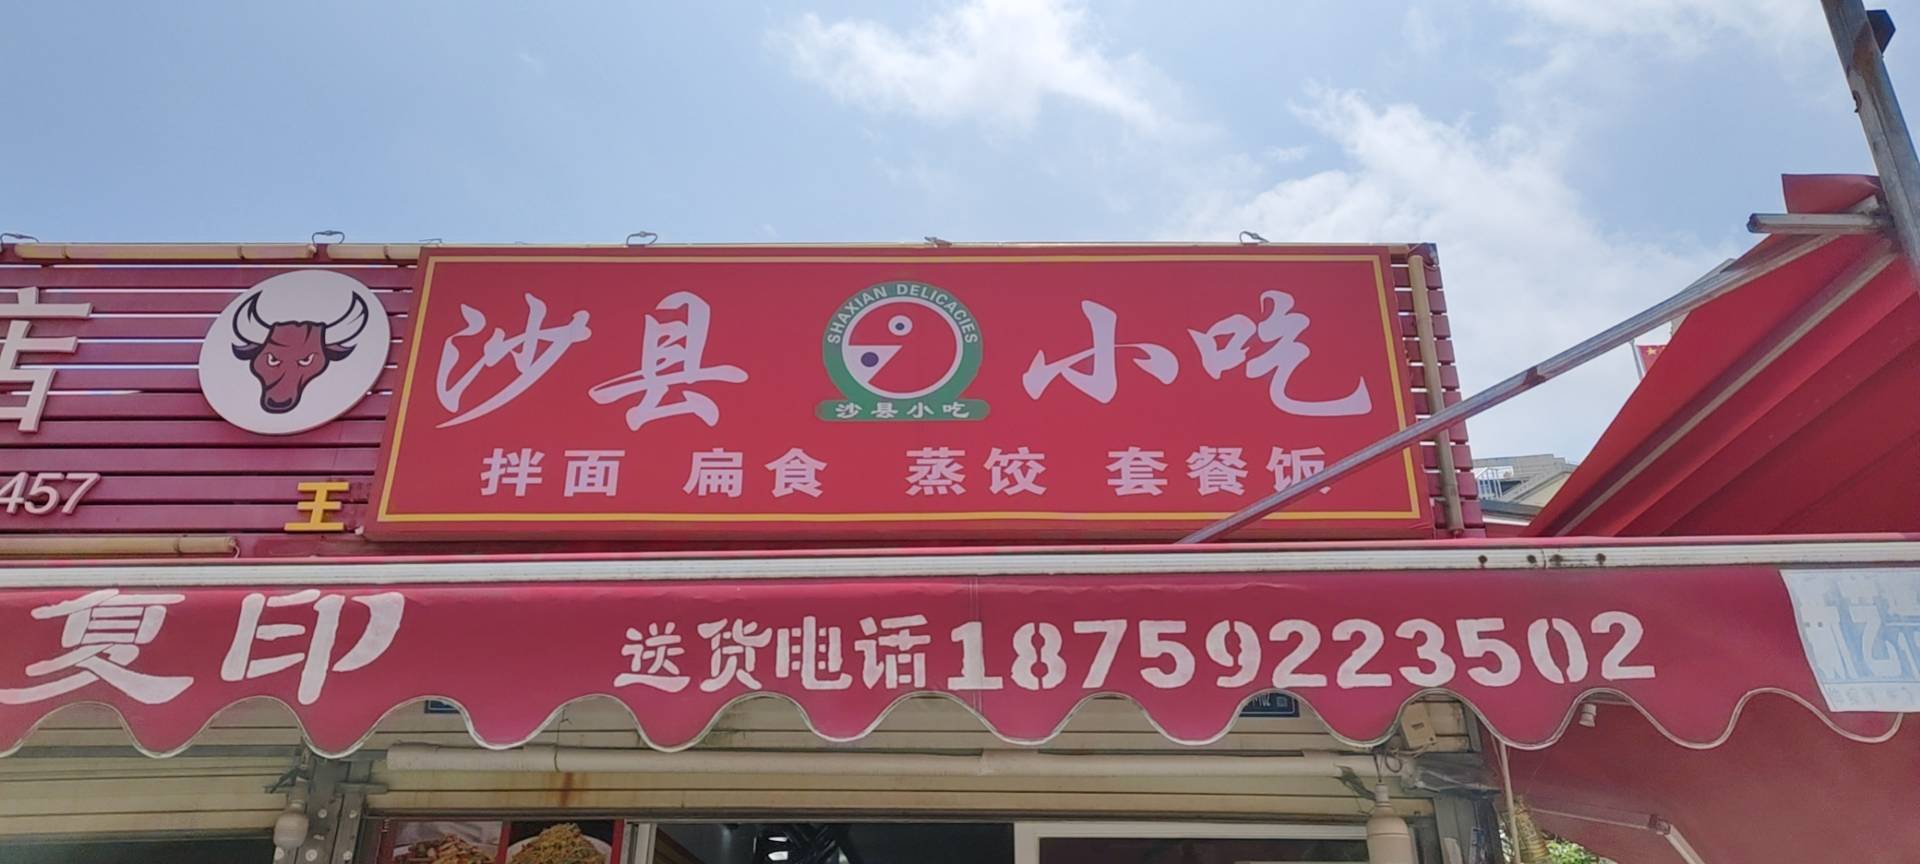 沙县小吃
SHAXIAN DELICACIES
沙县小吃
拌面 扁食 蒸饺 套餐饭
店
457
王
复印
送货电话18759223502